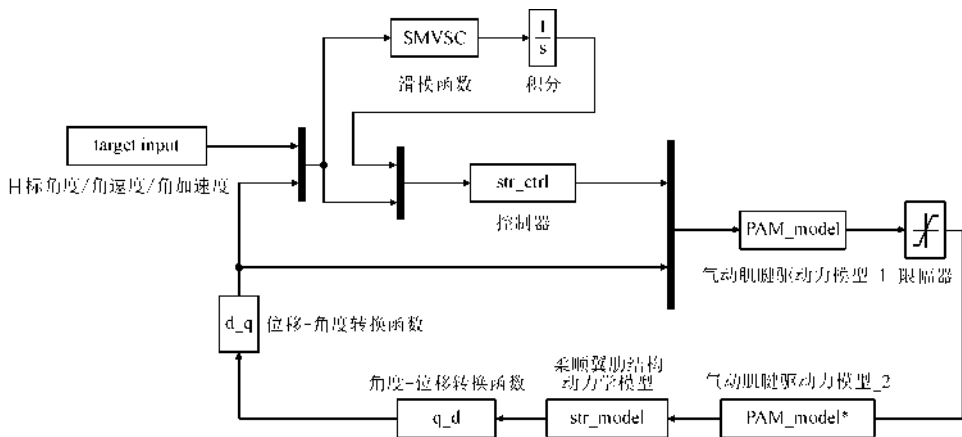 SMVSC
1
s
滑模函数
积分
target input
目标角度/角速度/角加速度
str_ctrl
控制器
PAM_model
气动肌腱驱动力模型_1
限幅器
d_q
位移-角度转换函数
角度-位移转换函数
柔顺翼肋结构
动力学模型
气动肌腱驱动力模型_2
q_d
str_model
PAM_model*